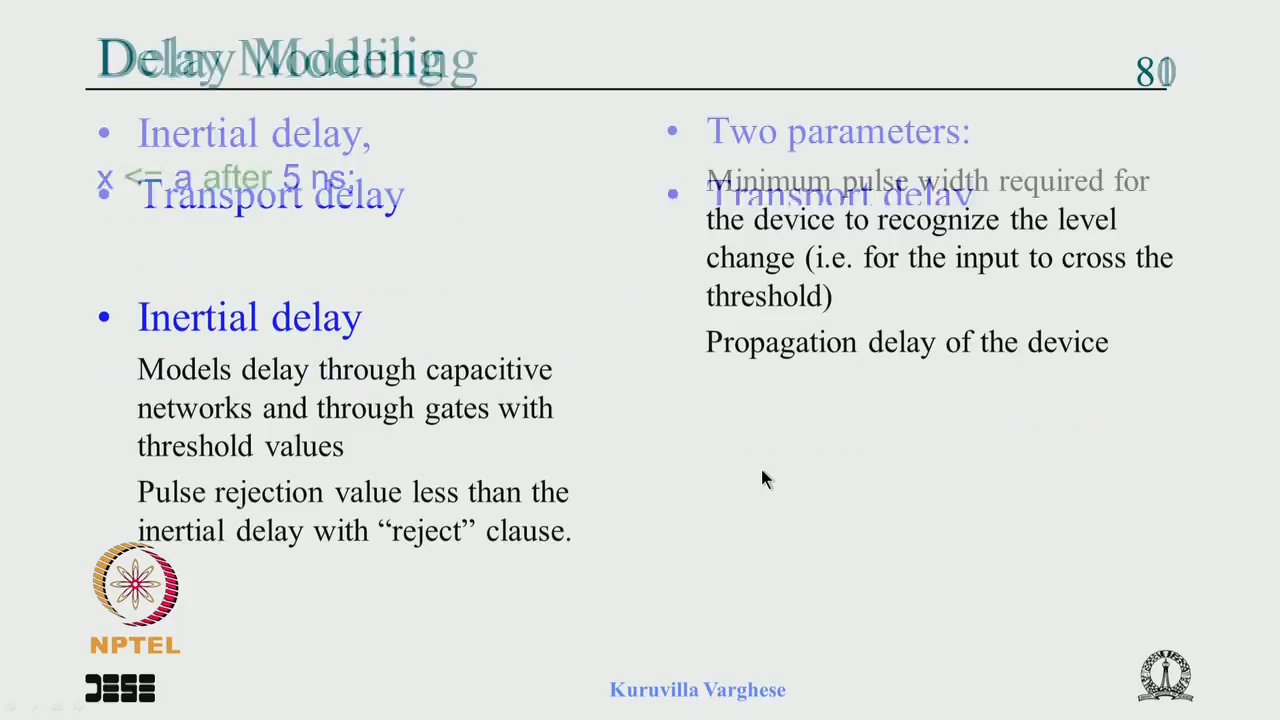 Delay Modeling
• Inertial delay,
x <= a after 5 ns;
• Transport delay
• Inertial delay
Models delay through capacitive
networks and through gates with
threshold values
Pulse rejection value less than the
inertial delay with “reject” clause.
• Two parameters:
Minimum pulse width required for
• Transport delay
the device to recognize the level
change (i.e. for the input to cross the
threshold)
Propagation delay of the device
NPTEL
Kuruvilla Varghese